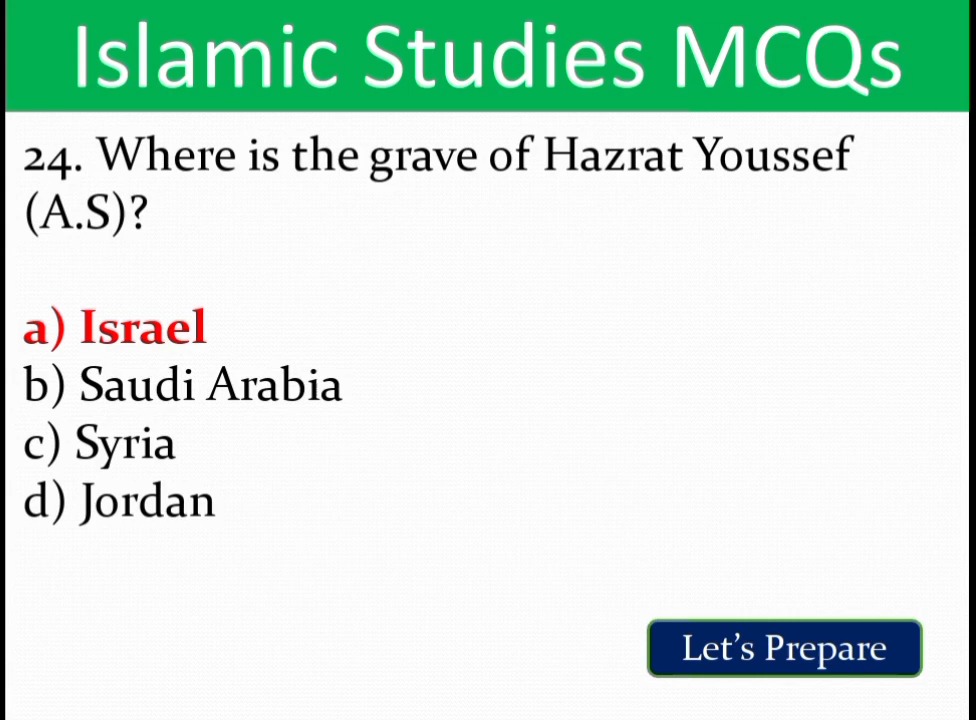 Islamic Studies MCQs
24. Where is the grave of Hazrat Youssef
(A.S)?
a) Israel
b) Saudi Arabia
c) Syria
d) Jordan
Let's Prepare